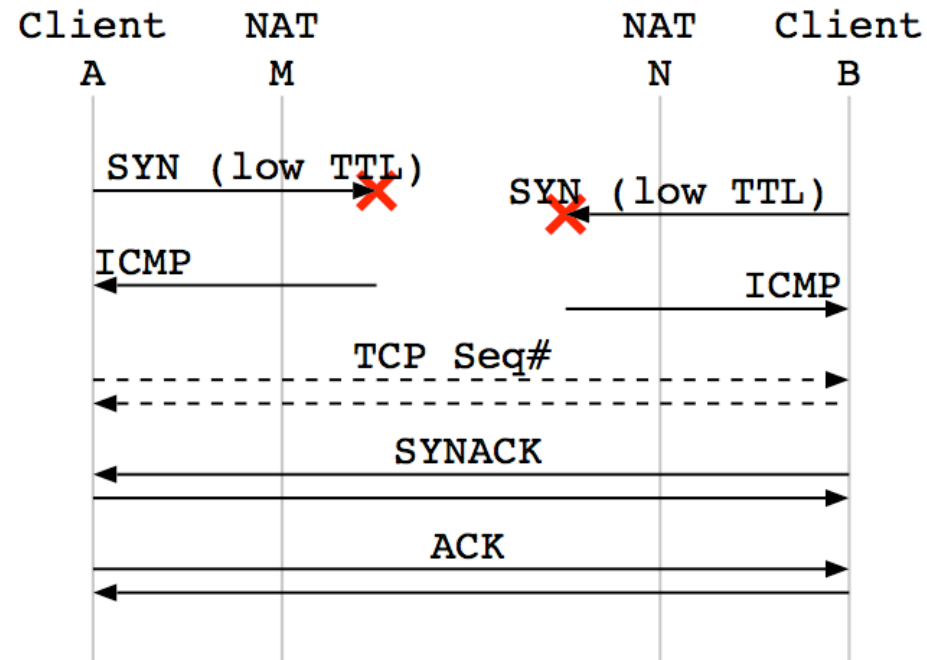 Client NAT NAT Client
A M N B
SYN (low TTL)
SYN (low TTL)
ICMP
ICMP
TCP Seq#
SYNACK
ACK